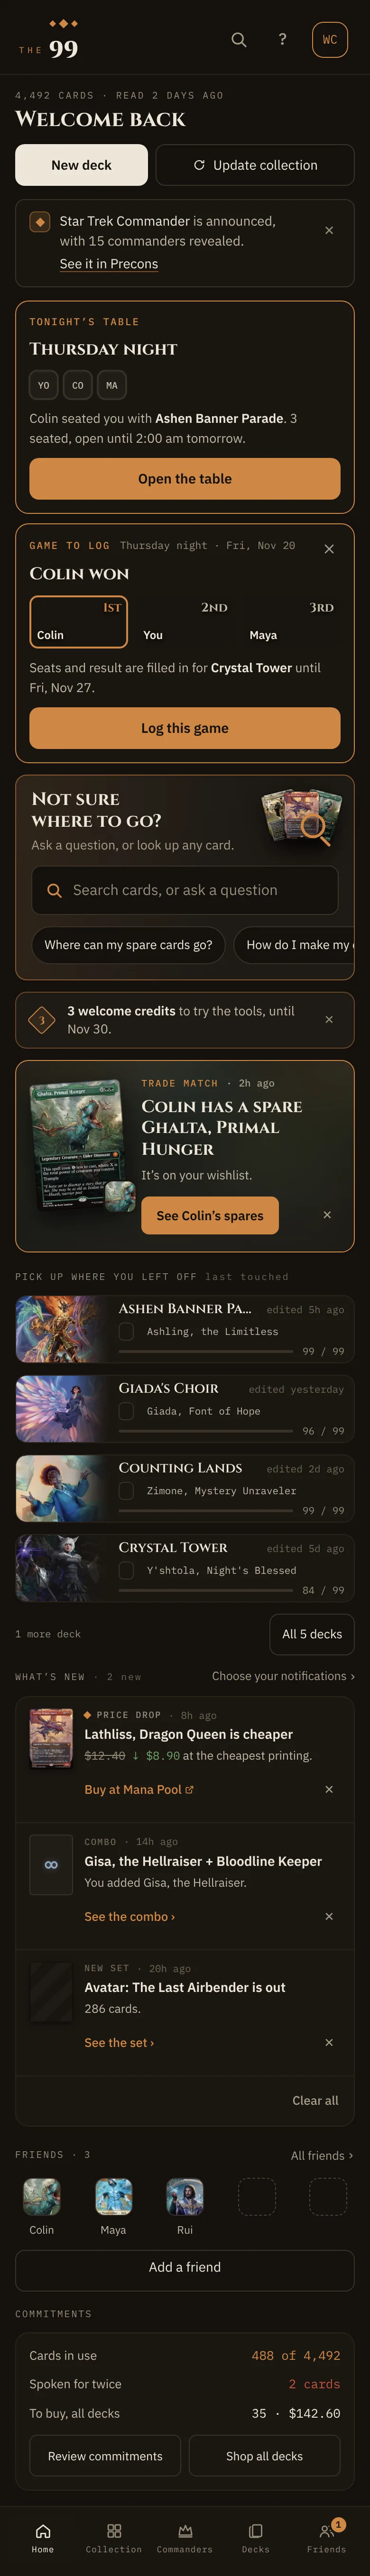 THE 99
?
WC
4,492 CARDS · READ 2 DAYS AGO
WELCOME BACK
New deck
Update collection
Star Trek Commander is announced,
with 15 commanders revealed.
See it in Precons
TONIGHT'S TABLE
THURSDAY NIGHT
YO CO MA
Colin seated you with Ashen Banner Parade. 3
seated, open until 2:00 am tomorrow.
Open the table
GAME TO LOG Thursday night · Fri, Nov 20
COLIN WON
1ST
Colin
2ND
You
3RD
Maya
Seats and result are filled in for Crystal Tower until
Fri, Nov 27.
Log this game
NOT SURE
WHERE TO GO?
Ask a question, or look up any card.
Search cards, or ask a question
Where can my spare cards go?
How do I make my
3
3 welcome credits to try the tools, until
Nov 30.
Ghalta, Primal Hunger
Legendary Creature — Elder Dinosaur
TRADE MATCH · 2h ago
COLIN HAS A SPARE
GHALTA, PRIMAL
HUNGER
It's on your wishlist.
See Colin's spares
PICK UP WHERE YOU LEFT OFF last touched
ASHEN BANNER PA… edited 5h ago
Ashling, the Limitless
99 / 99
GIADA'S CHOIR edited yesterday
Giada, Font of Hope
96 / 99
COUNTING LANDS edited 2d ago
Zimone, Mystery Unraveler
99 / 99
CRYSTAL TOWER edited 5d ago
Y'shtola, Night's Blessed
84 / 99
1 more deck
All 5 decks
WHAT'S NEW · 2 new
Choose your notifications ›
PRICE DROP · 8h ago
Lathliss, Dragon Queen is cheaper
$12.40 ↓ $8.90 at the cheapest printing.
Buy at Mana Pool
COMBO · 14h ago
Gisa, the Hellraiser + Bloodline Keeper
You added Gisa, the Hellraiser.
See the combo ›
NEW SET · 20h ago
Avatar: The Last Airbender is out
286 cards.
See the set ›
Clear all
FRIENDS · 3
All friends ›
Colin
Maya
Rui
Add a friend
COMMITMENTS
Cards in use 488 of 4,492
Spoken for twice 2 cards
To buy, all decks 35 · $142.60
Review commitments
Shop all decks
1
Home
Collection
Commanders
Decks
Friends